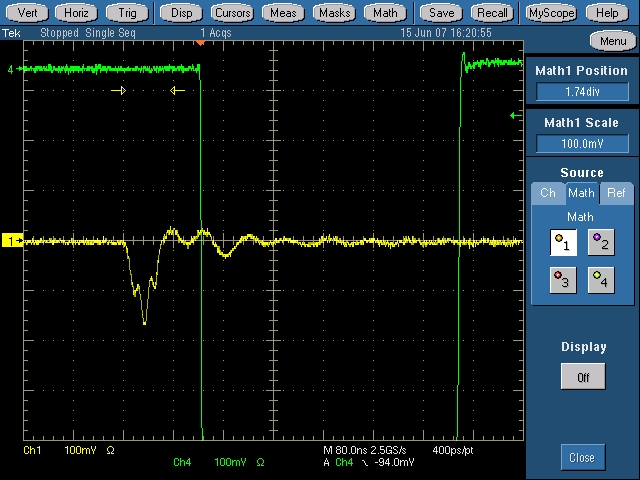 Vert Horiz Trig Disp Cursors Meas Masks Math Save Recall MyScope Help
Tek Stopped Single Seq 1 Acqs 15 Jun 07 16:20:55
Menu
4
Math1 Position
1.74div
Math1 Scale
100.0mV
Source
Ch Math Ref
Math
1 2
3 4
1
Display
Off
Close
Ch1 100mV Ω M 80.0ns 2.5GS/s 400ps/pt
Ch4 100mV Ω A Ch4 -94.0mV